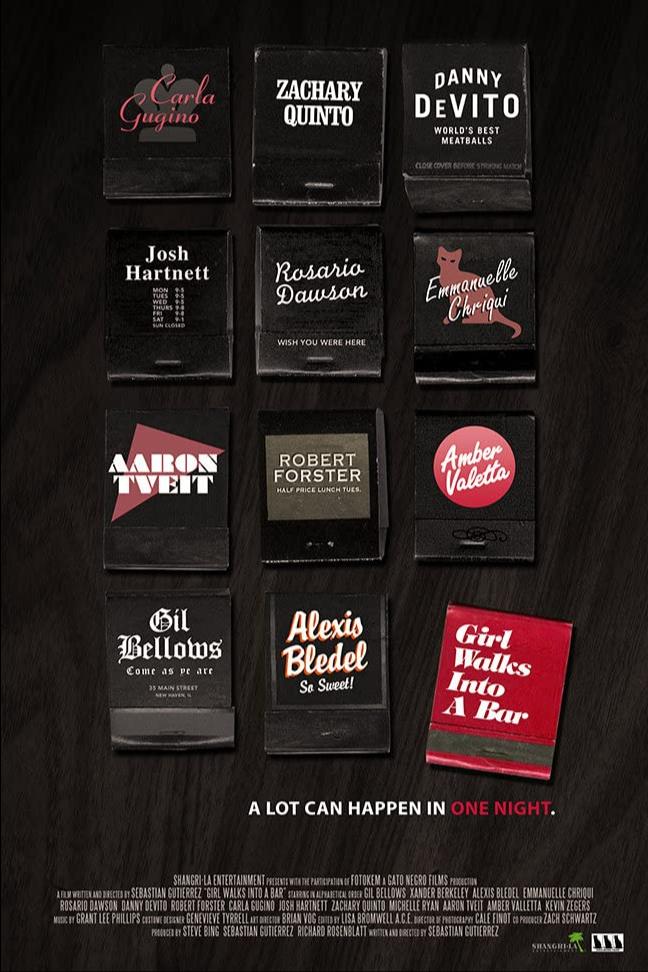 Carla
Gugino
ZACHARY
QUINTO
DANNY
DeVITO
WORLD'S BEST
MEATBALLS
CLOSE COVER BEFORE STRIKING MATCH
Josh
Hartnett
MON 9-5
TUES 9-5
WED 9-5
THURS 9-8
FRI 9-8
SAT 9-1
SUN CLOSED
Rosario
Dawson
WISH YOU WERE HERE
Emmanuelle
Chriqui
AARON
TVEIT
ROBERT
FORSTER
HALF PRICE LUNCH TUES.
Amber
Valetta
Gil
Bellows
Come as ye are
35 MAIN STREET
NEW HAVEN, IL
Alexis
Bledel
So Sweet!
Girl
Walks
Into
A Bar
A LOT CAN HAPPEN IN ONE NIGHT.
SHANGRI-LA ENTERTAINMENT PRESENTS WITH THE PARTICIPATION OF FOTOKEM A GATO NEGRO FILMS PRODUCTION
A FILM WRITTEN AND DIRECTED BY SEBASTIAN GUTIERREZ "GIRL WALKS INTO A BAR" STARRING IN ALPHABETICAL ORDER GIL BELLOWS XANDER BERKELEY ALEXIS BLEDEL EMMANUELLE CHRIQUI
ROSARIO DAWSON DANNY DEVITO ROBERT FORSTER CARLA GUGINO JOSH HARTNETT ZACHARY QUINTO MICHELLE RYAN AARON TVEIT AMBER VALLETTA KEVIN ZEGERS
MUSIC BY GRANT LEE PHILLIPS COSTUME DESIGNER GENEVIEVE TYRRELL ART DIRECTOR BRIAN VOG EDITED BY LISA BROMWELL A.C.E. DIRECTOR OF PHOTOGRAPHY CALE FINOT CO PRODUCER ZACH SCHWARTZ
PRODUCED BY STEVE BING SEBASTIAN GUTIERREZ RICHARD ROSENBLATT WRITTEN AND DIRECTED BY SEBASTIAN GUTIERREZ
SHANGRI-LA
ENTERTAINMENT